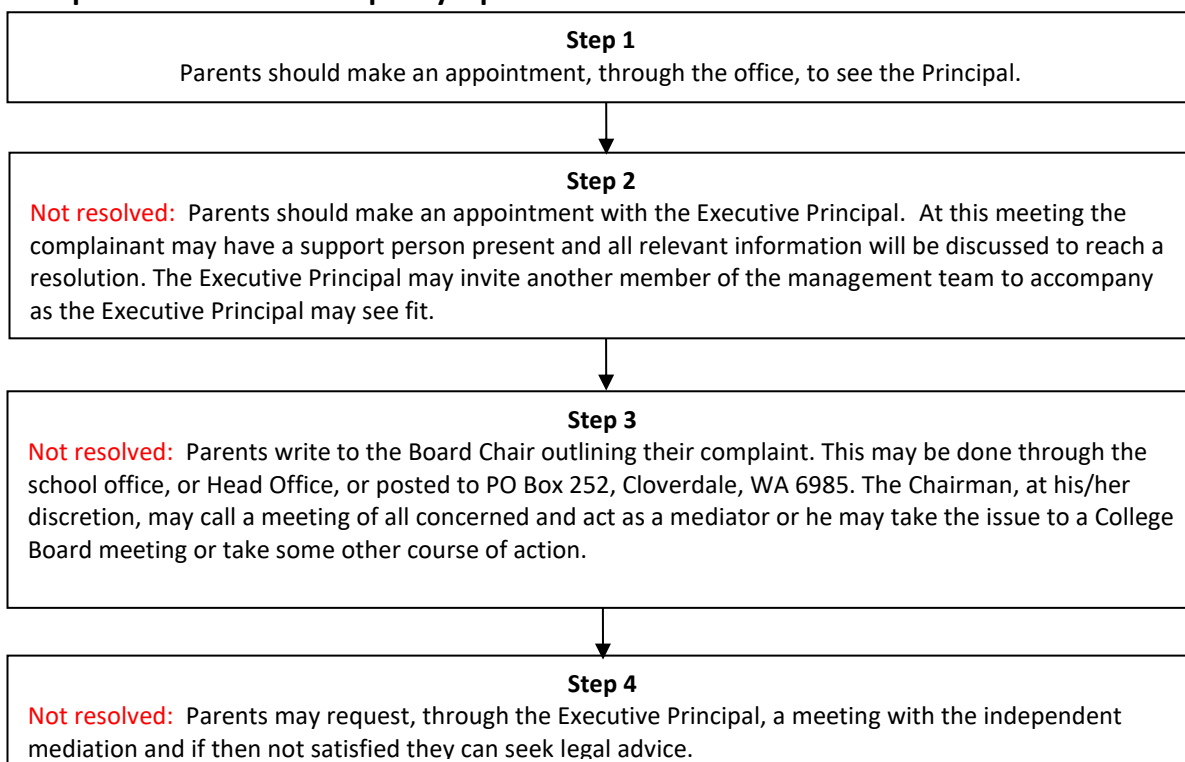 Step 1
Parents should make an appointment, through the office, to see the Principal.
Step 2
Not resolved: Parents should make an appointment with the Executive Principal. At this meeting the
complainant may have a support person present and all relevant information will be discussed to reach a
resolution. The Executive Principal may invite another member of the management team to accompany
as the Executive Principal may see fit.
Step 3
Not resolved: Parents write to the Board Chair outlining their complaint. This may be done through the
school office, or Head Office, or posted to PO Box 252, Cloverdale, WA 6985. The Chairman, at his/her
discretion, may call a meeting of all concerned and act as a mediator or he may take the issue to a College
Board meeting or take some other course of action.
Step 4
Not resolved: Parents may request, through the Executive Principal, a meeting with the independent
mediation and if then not satisfied they can seek legal advice.